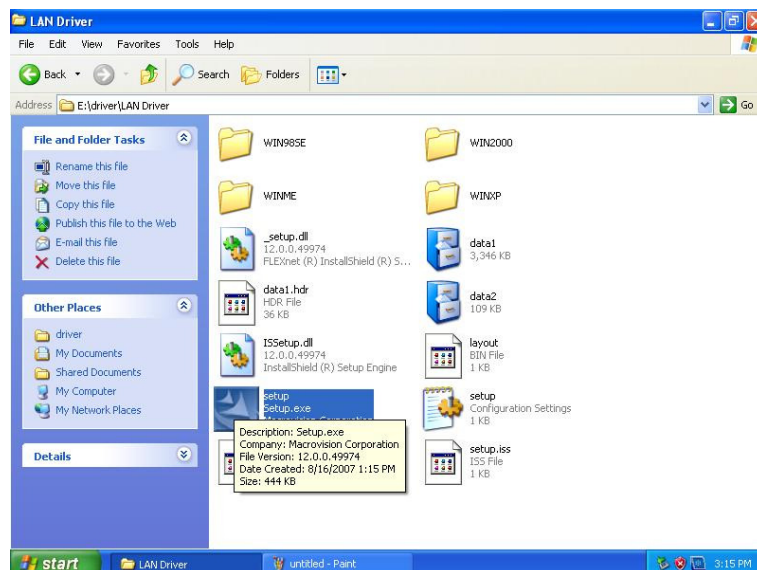 LAN Driver
File Edit View Favorites Tools Help
Back Search Folders
Address E:\driver\LAN Driver Go
File and Folder Tasks
Rename this file
Move this file
Copy this file
Publish this file to the Web
E-mail this file
Delete this file
Other Places
driver
My Documents
Shared Documents
My Computer
My Network Places
Details
WIN98SE
WIN2000
WINME
WINXP
_setup.dll
12.0.0.49974
FLEXnet (R) InstallShield (R) S...
data1
3,346 KB
data1.hdr
HDR File
36 KB
data2
109 KB
ISSetup.dll
12.0.0.49974
InstallShield (R) Setup Engine
layout
BIN File
1 KB
setup
Setup.exe
Macrovision Corporation
setup
Configuration Settings
1 KB
Description: Setup.exe
Company: Macrovision Corporation
File Version: 12.0.0.49974
Date Created: 8/16/2007 1:15 PM
Size: 444 KB
setup.iss
ISS File
1 KB
start LAN Driver untitled - Paint 3:15 PM